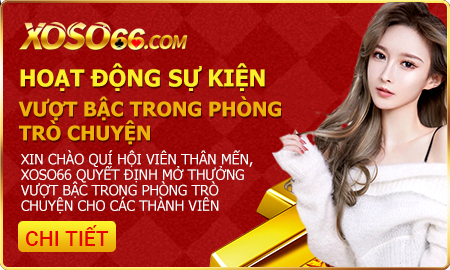 XOSO66.COM
HOẠT ĐỘNG SỰ KIỆN
VƯỢT BẬC TRONG PHÒNG
TRÒ CHUYỆN
XIN CHÀO QUÍ HỘI VIÊN THÂN MẾN,
XOSO66 QUYẾT ĐỊNH MỞ THƯỞNG
VƯỢT BẬC TRONG PHÒNG TRÒ
CHUYỆN CHO CÁC THÀNH VIÊN
CHI TIẾT